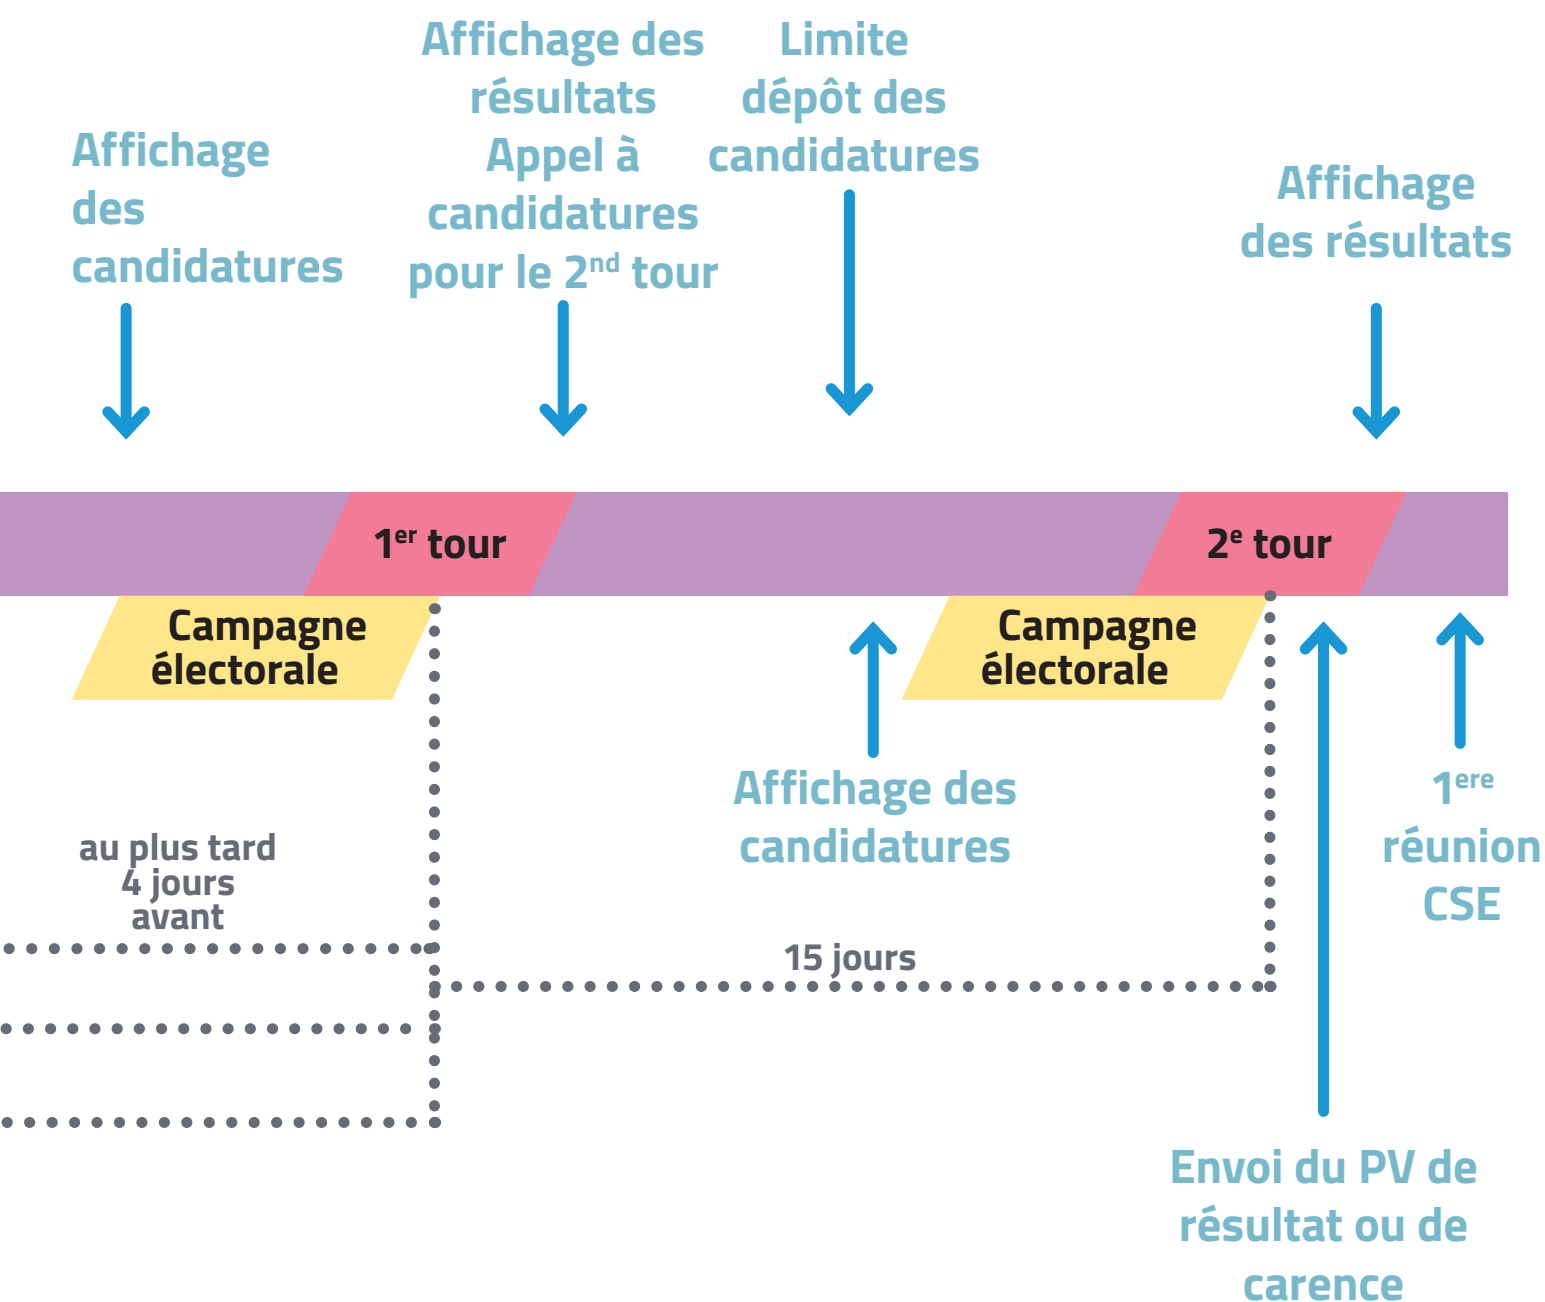 Affichage des
résultats
Appel à
candidatures
pour le 2nd tour
Limite
dépôt des
candidatures
Affichage
des
candidatures
Affichage
des résultats
1er tour
2e tour
Campagne
électorale
Campagne
électorale
Affichage des
candidatures
1ere
réunion
CSE
au plus tard
4 jours
avant
15 jours
Envoi du PV de
résultat ou de
carence